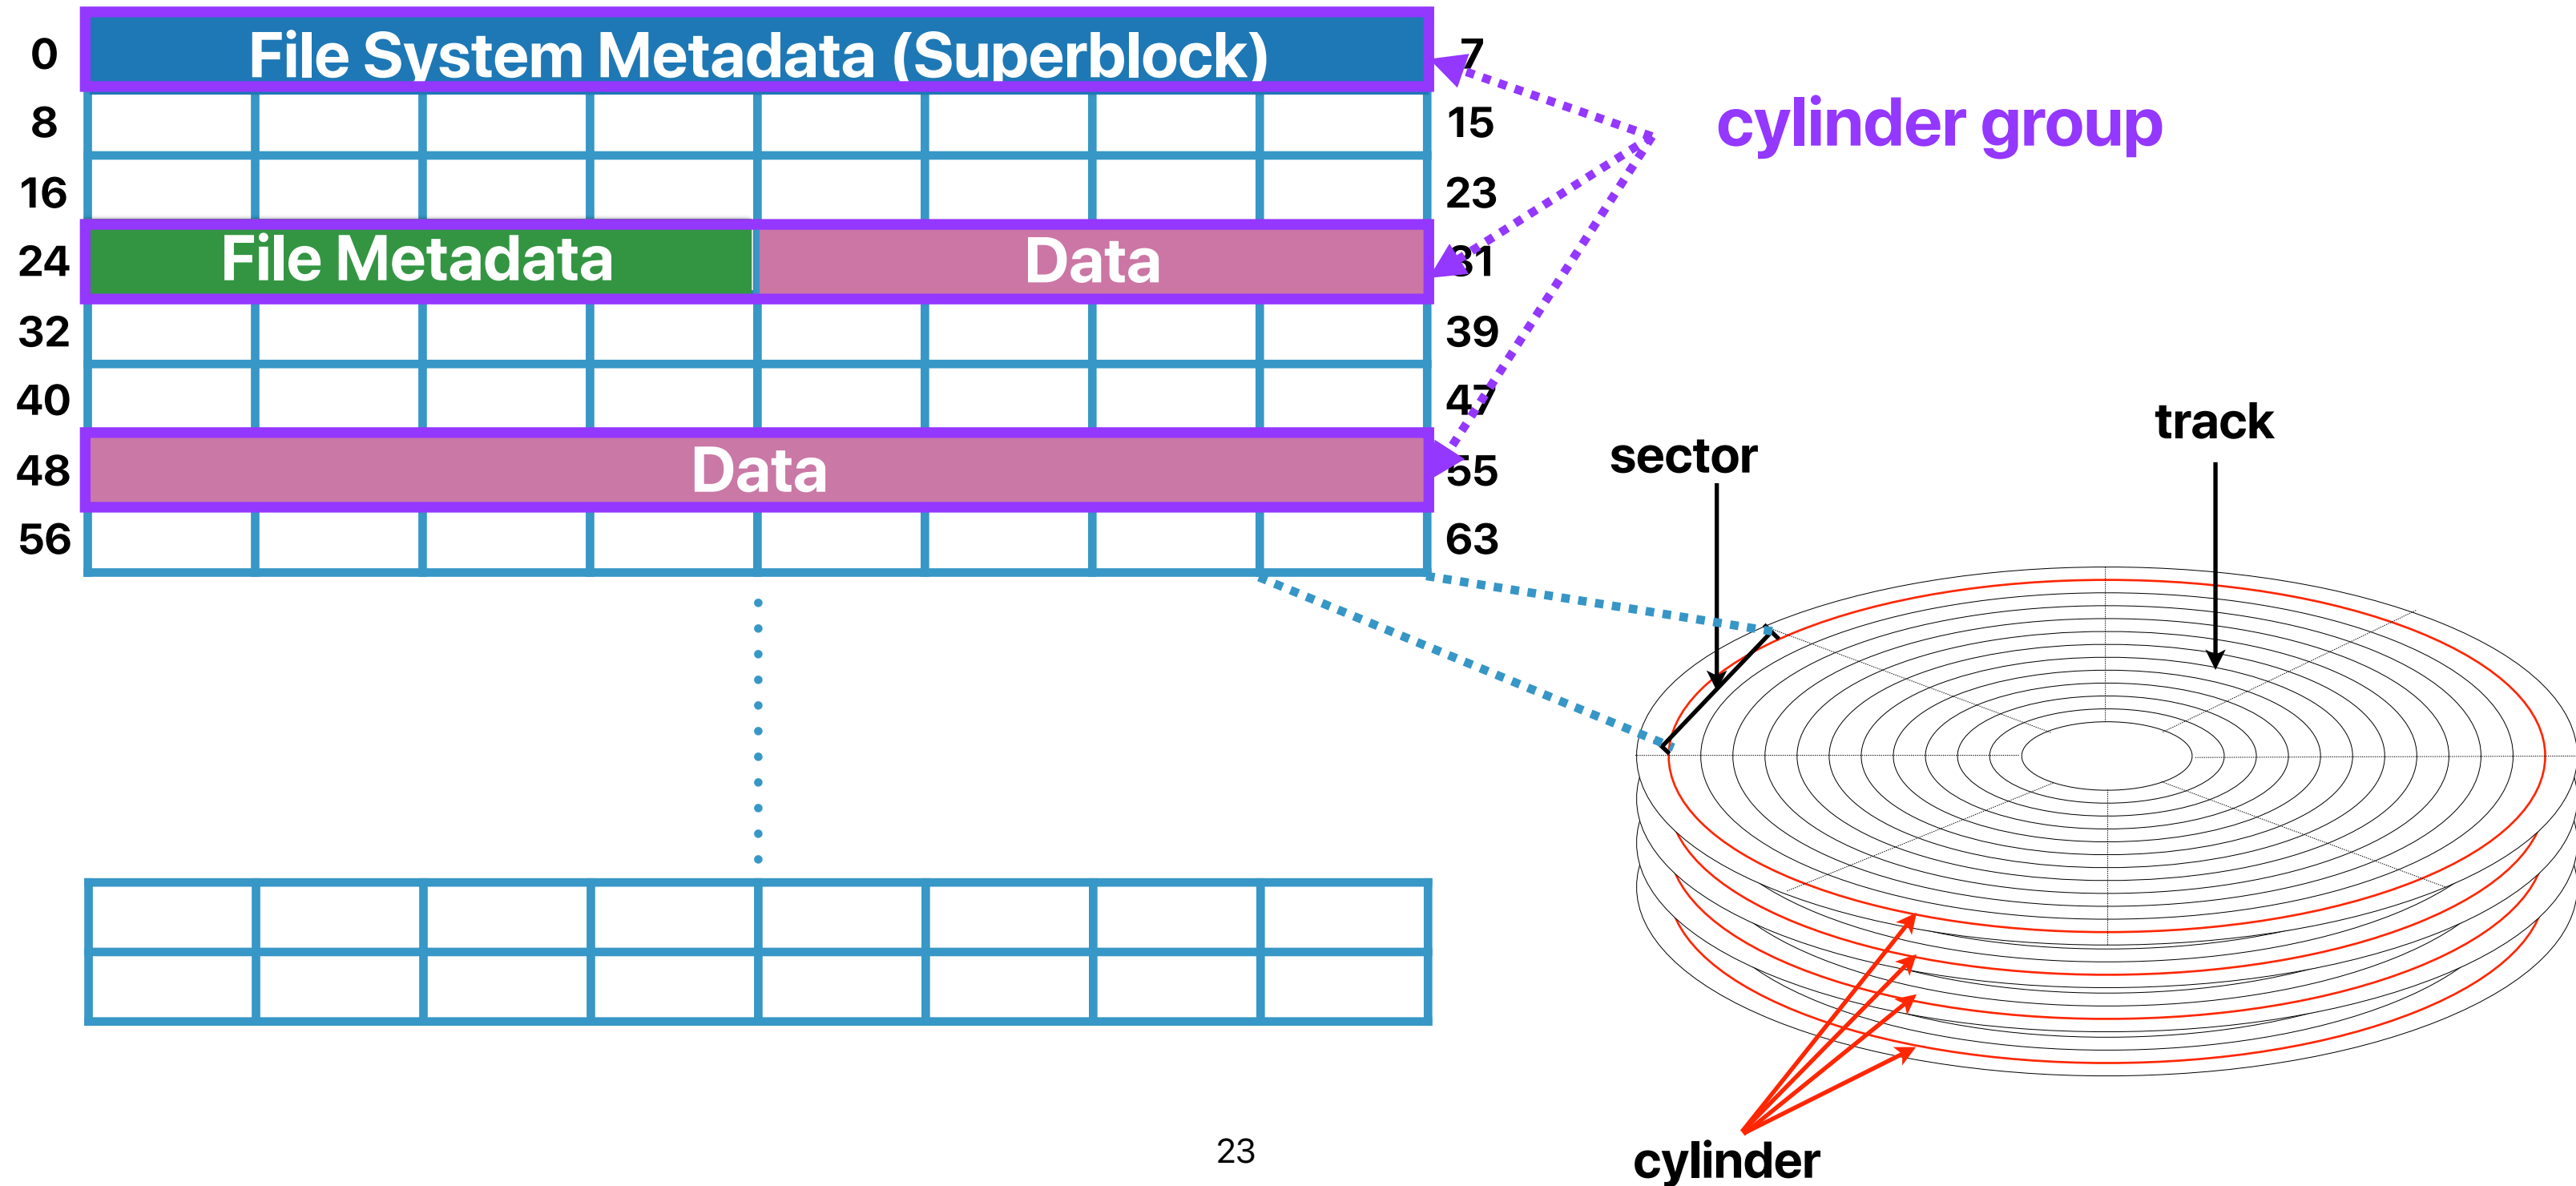 0 File System Metadata (Superblock) 7
8 15
cylinder group
16 23
24 File Metadata Data 31
32 39
40 47
track
sector
48 Data 55
56 63
23
cylinder